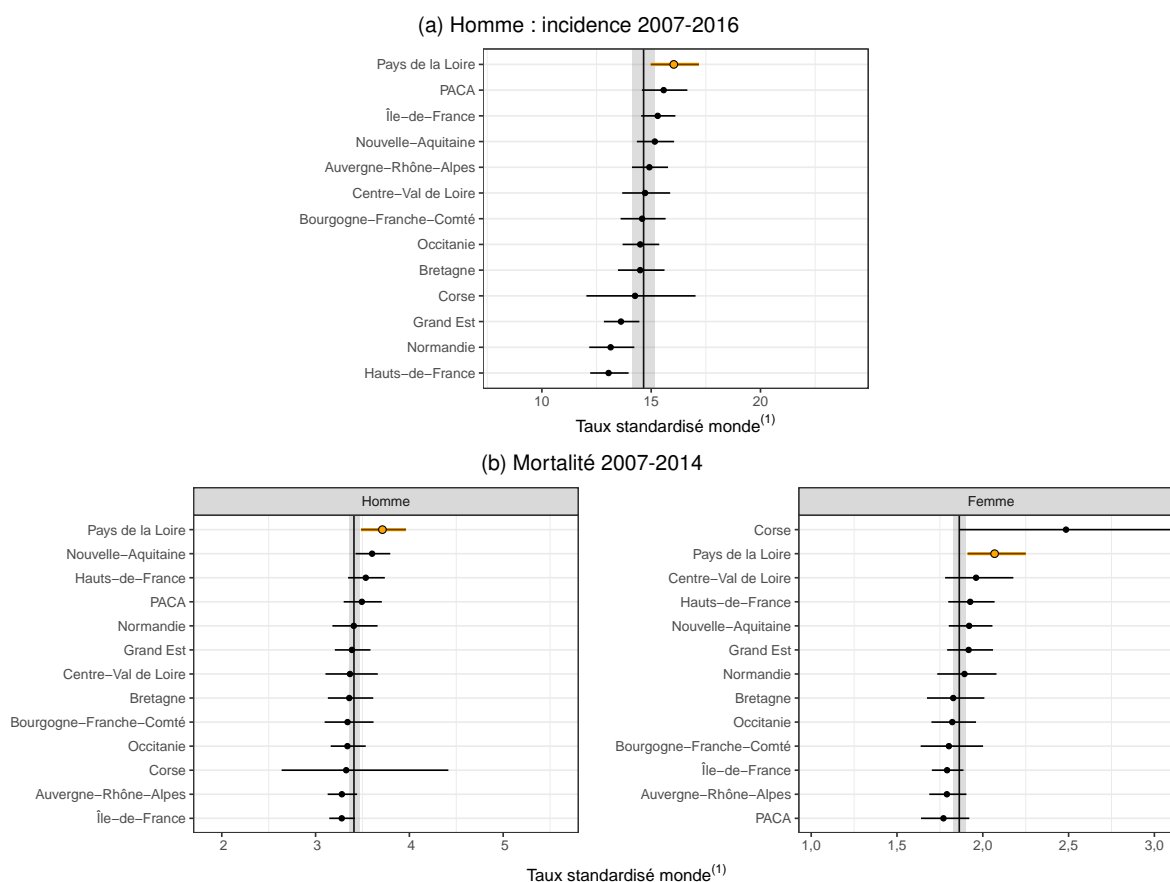 (a) Homme : incidence 2007-2016
Pays de la Loire
PACA
Île−de−France
Nouvelle−Aquitaine
Auvergne−Rhône−Alpes
Centre−Val de Loire
Bourgogne−Franche−Comté
Occitanie
Bretagne
Corse
Grand Est
Normandie
Hauts−de−France
10 15 20
Taux standardisé monde(1)
(b) Mortalité 2007-2014
Homme
Pays de la Loire
Nouvelle−Aquitaine
Hauts−de−France
PACA
Normandie
Grand Est
Centre−Val de Loire
Bretagne
Bourgogne−Franche−Comté
Occitanie
Corse
Auvergne−Rhône−Alpes
Île−de−France
2 3 4 5
Femme
Corse
Pays de la Loire
Centre−Val de Loire
Hauts−de−France
Nouvelle−Aquitaine
Grand Est
Normandie
Bretagne
Occitanie
Bourgogne−Franche−Comté
Île−de−France
Auvergne−Rhône−Alpes
PACA
1,0 1,5 2,0 2,5 3,0
Taux standardisé monde(1)